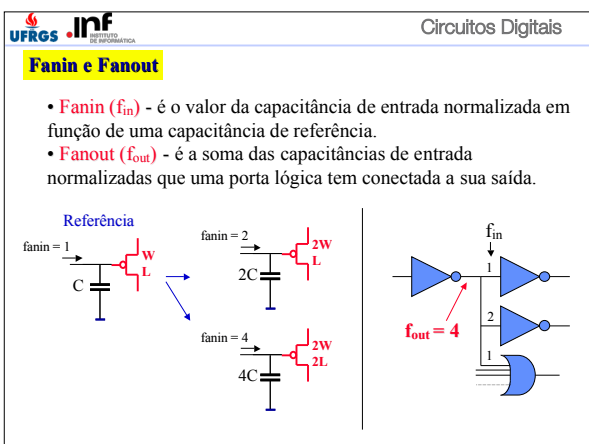 UFRGS
INF
INSTITUTO
DE INFORMÁTICA
Circuitos Digitais
Fanin e Fanout
• Fanin (fin) - é o valor da capacitância de entrada normalizada em
função de uma capacitância de referência.
• Fanout (fout) - é a soma das capacitâncias de entrada
normalizadas que uma porta lógica tem conectada a sua saída.
Referência
fanin = 1
W
L
C
fanin = 2
2W
L
2C
fanin = 4
2W
2L
4C
fin
1
2
1
fout = 4